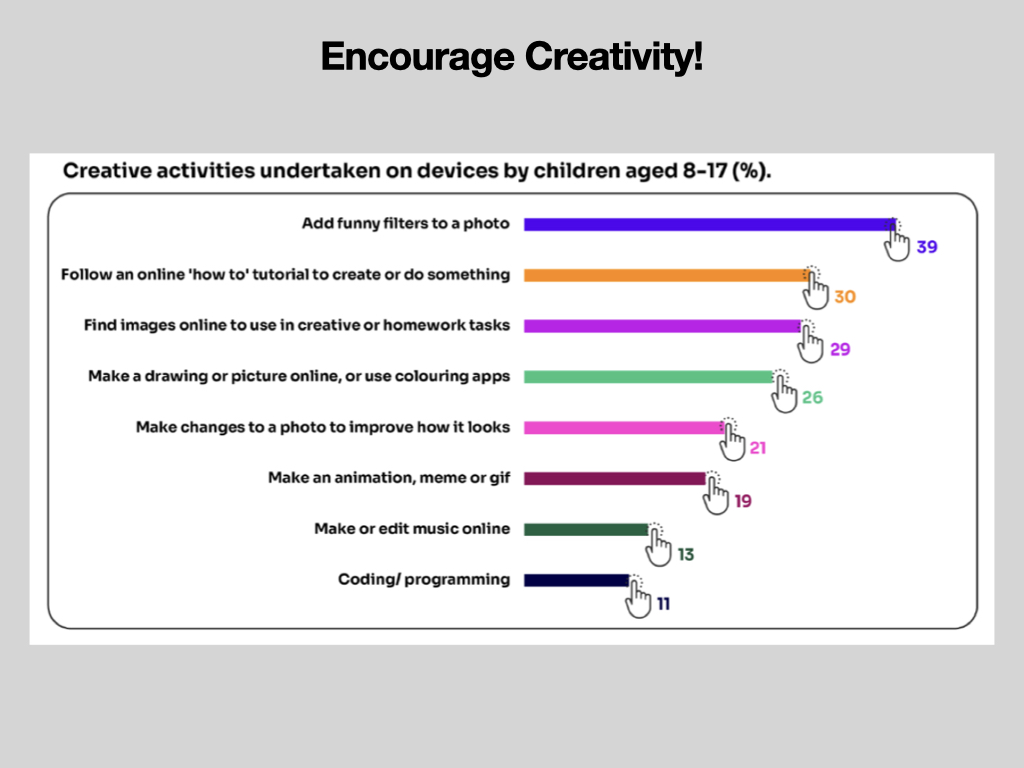 Encourage Creativity!
Creative activities undertaken on devices by children aged 8-17 (%).
Add funny filters to a photo
39
Follow an online 'how to' tutorial to create or do something
30
Find images online to use in creative or homework tasks
29
Make a drawing or picture online, or use colouring apps
26
Make changes to a photo to improve how it looks
21
Make an animation, meme or gif
19
Make or edit music online
13
Coding/ programming
11